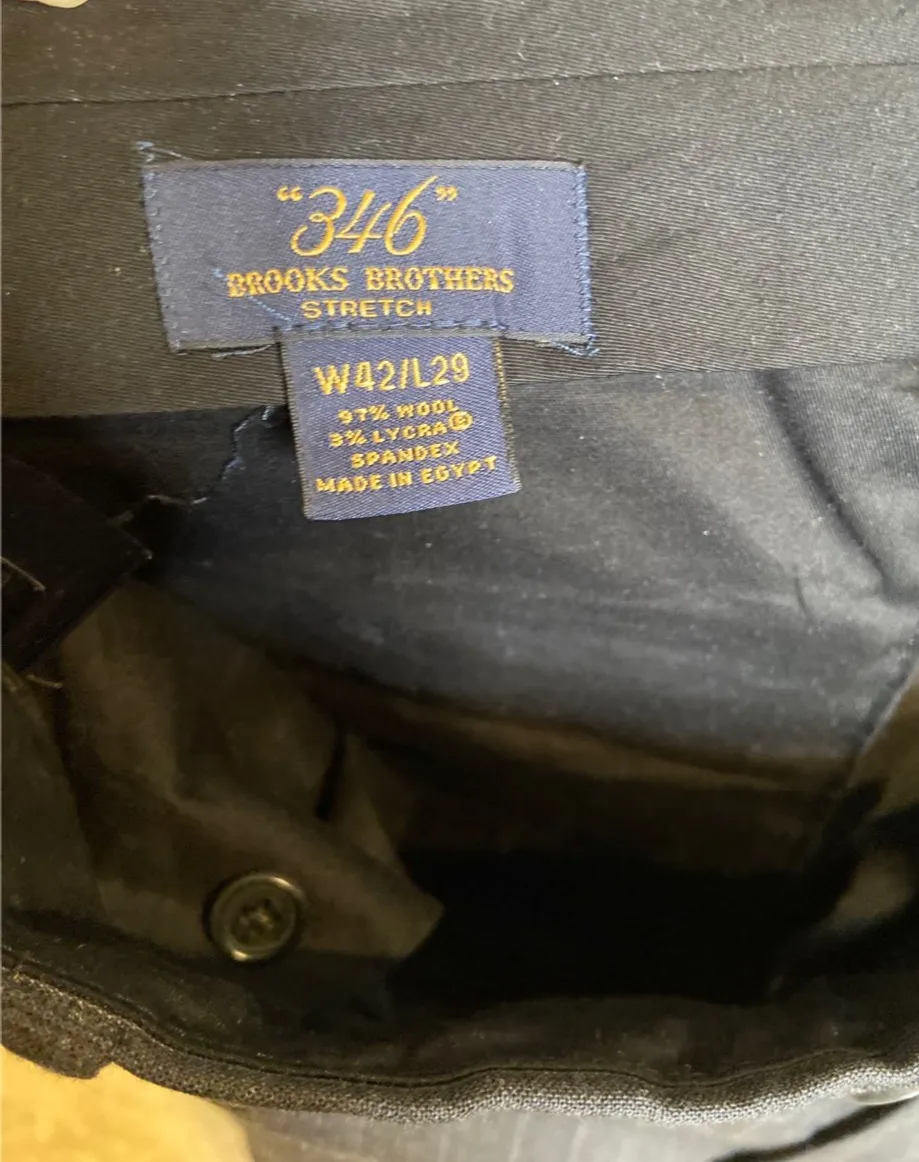 "346"
BROOKS BROTHERS
STRETCH
W42/L29
97% WOOL
3% LYCRA®
SPANDEX
MADE IN EGYPT